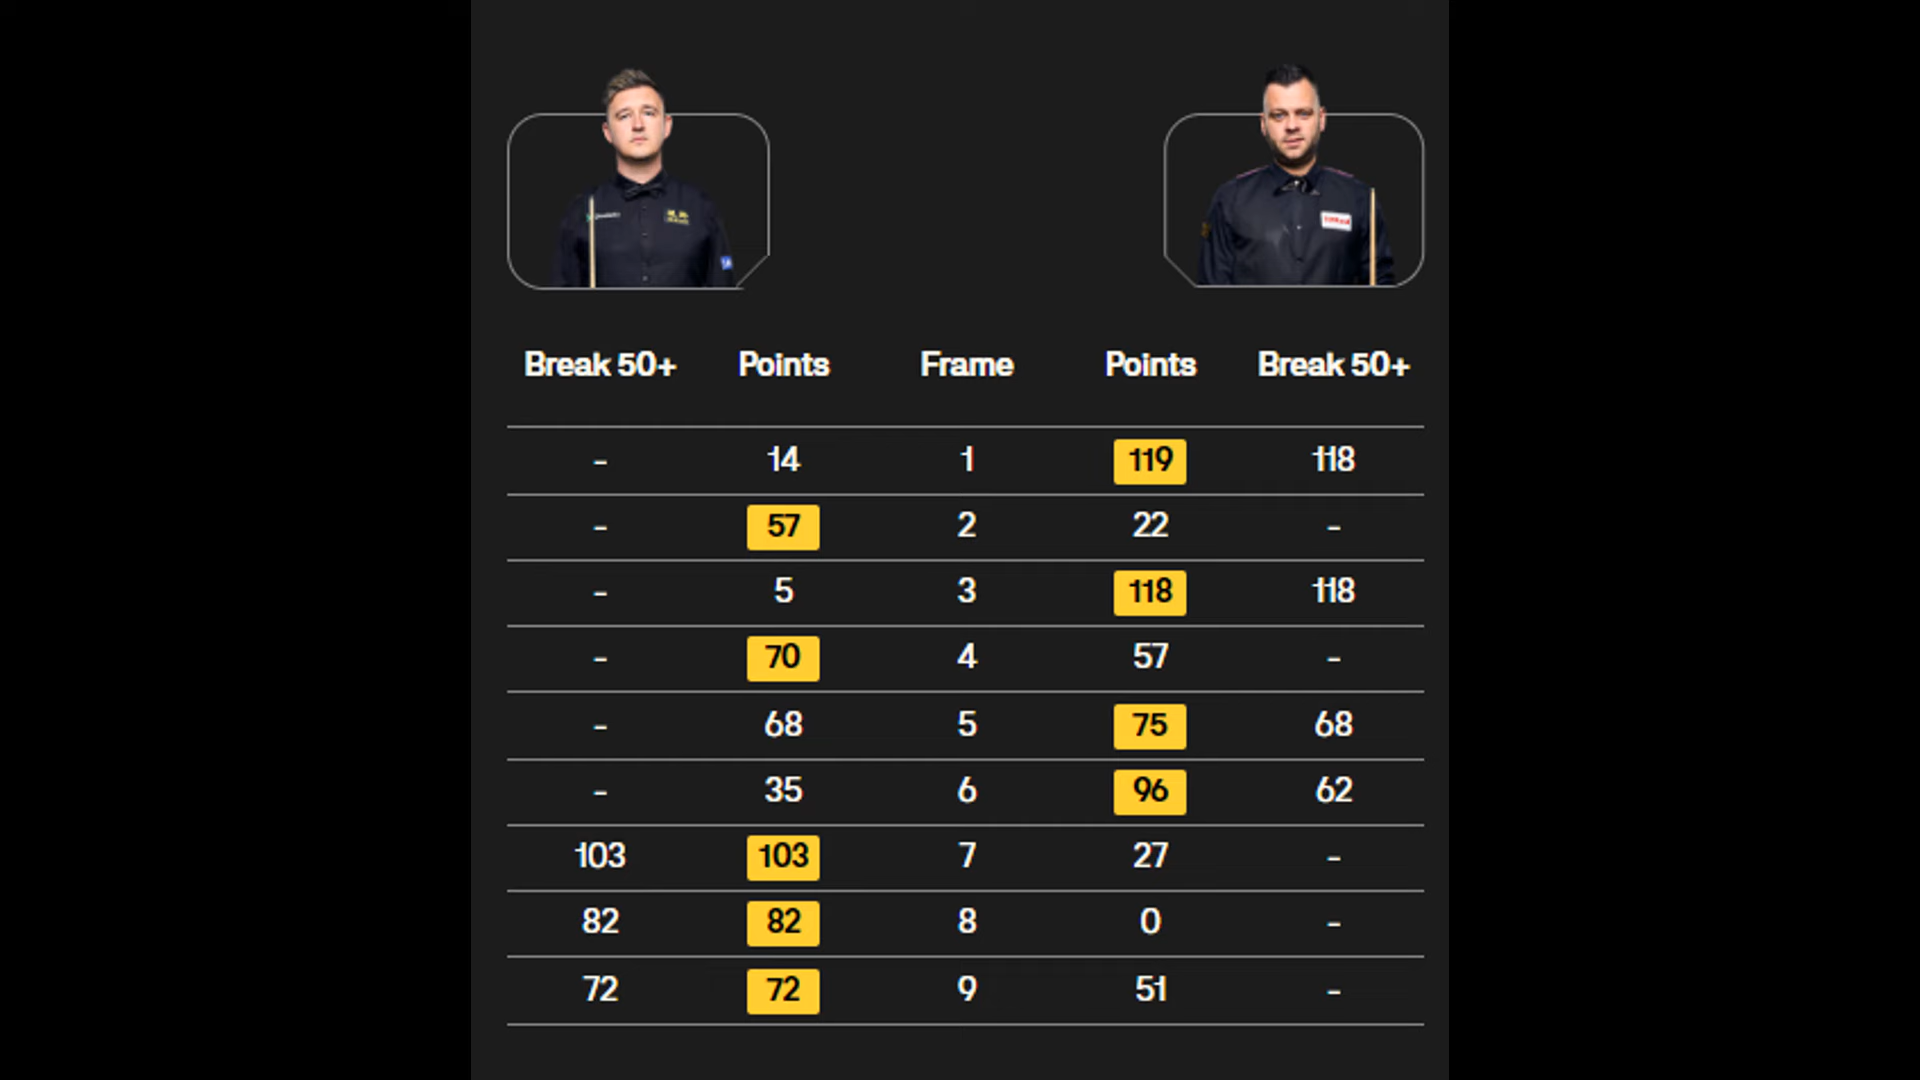 Break 50+ Points Frame Points Break 50+
- 14 1 119 118
- 57 2 22 -
- 5 3 118 118
- 70 4 57 -
- 68 5 75 68
- 35 6 96 62
103 103 7 27 -
82 82 8 0 -
72 72 9 51 -